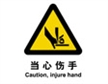 当心伤手
Caution, injure hand